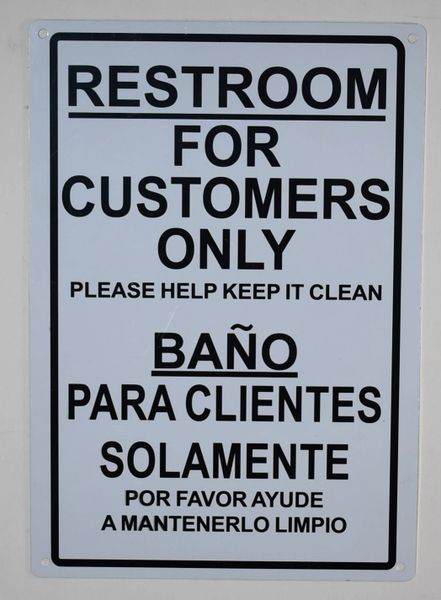 RESTROOM
FOR
CUSTOMERS
ONLY
PLEASE HELP KEEP IT CLEAN
BAÑO
PARA CLIENTES
SOLAMENTE
POR FAVOR AYUDE
A MANTENERLO LIMPIO